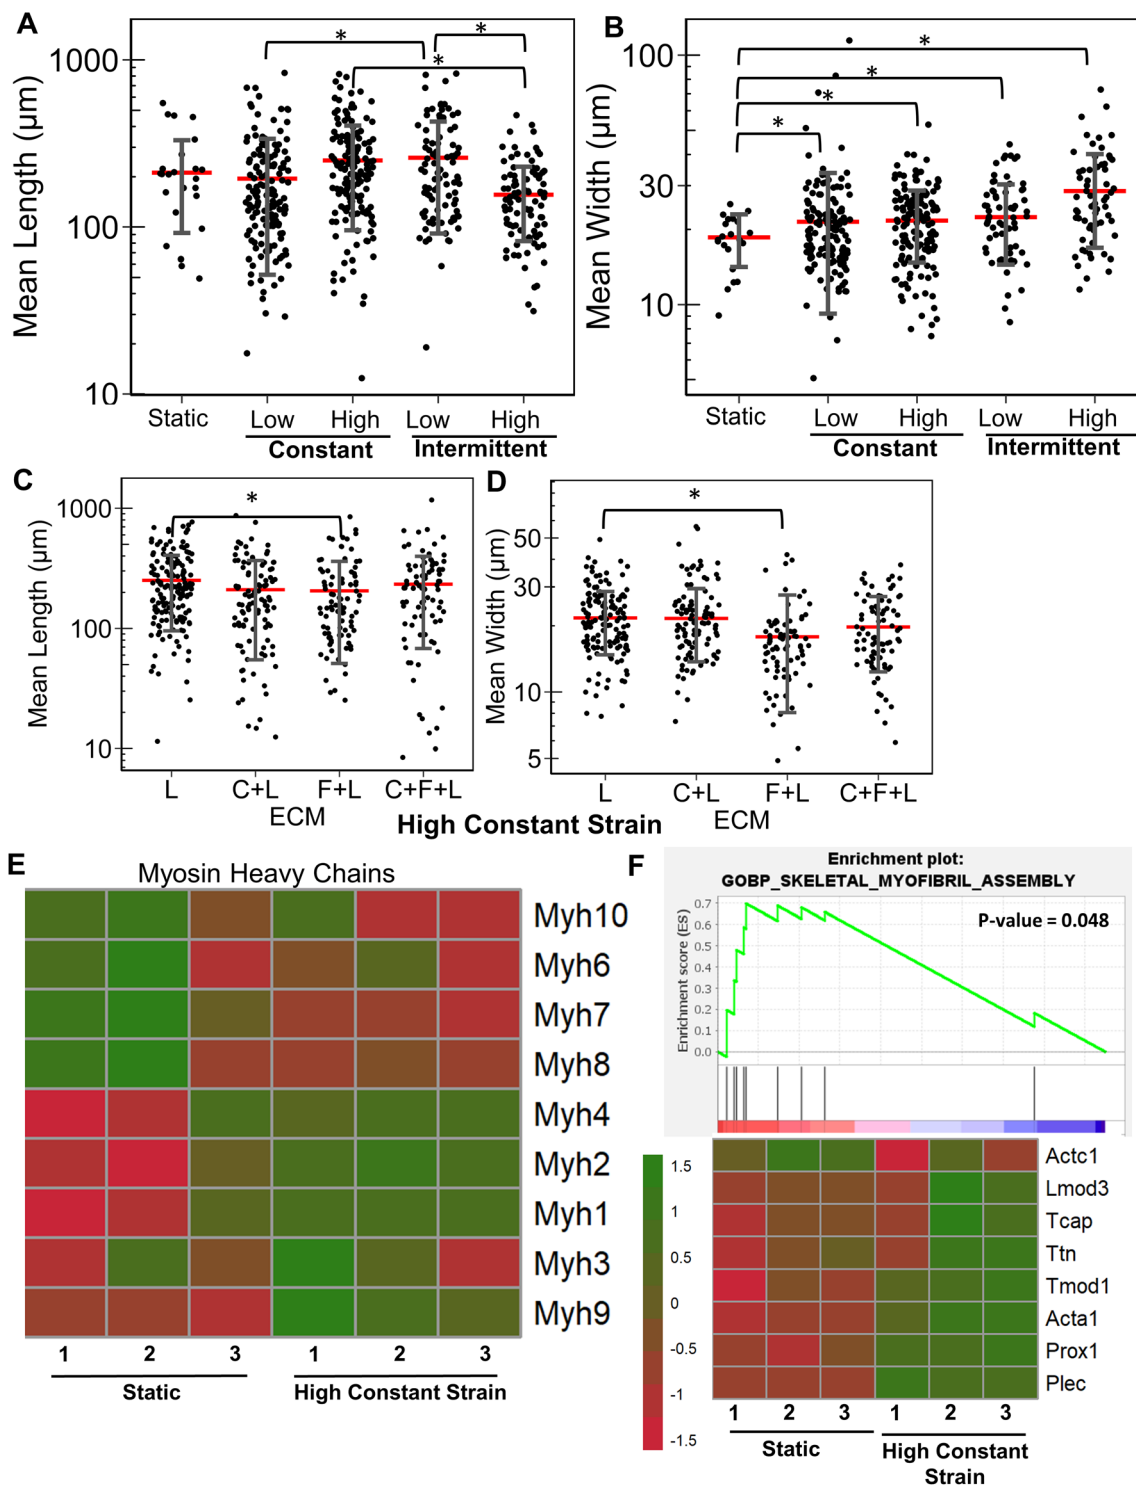 A
Mean Length (μm)
1000
100
10
*
*
*
Static
Low
High
Low
High
Constant
Intermittent
B
Mean Width (μm)
100
30
10
*
*
*
*
Static
Low
High
Low
High
Constant
Intermittent
C
Mean Length (μm)
1000
100
10
*
L
C+L
F+L
C+F+L
ECM
D
Mean Width (μm)
50
30
10
5
*
L
C+L
F+L
C+F+L
ECM
High Constant Strain
E
Myosin Heavy Chains
Myh10
Myh6
Myh7
Myh8
Myh4
Myh2
Myh1
Myh3
Myh9
1 2 3 1 2 3
Static
High Constant Strain
F
Enrichment plot:
GOBP_SKELETAL_MYOFIBRIL_ASSEMBLY
P-value = 0.048
Enrichment score (ES)
0.7
0.6
0.5
0.4
0.3
0.2
0.1
0.0
1.5
1
0.5
0
-0.5
-1
-1.5
Actc1
Lmod3
Tcap
Ttn
Tmod1
Acta1
Prox1
Plec
1 2 3 1 2 3
Static
High Constant
Strain